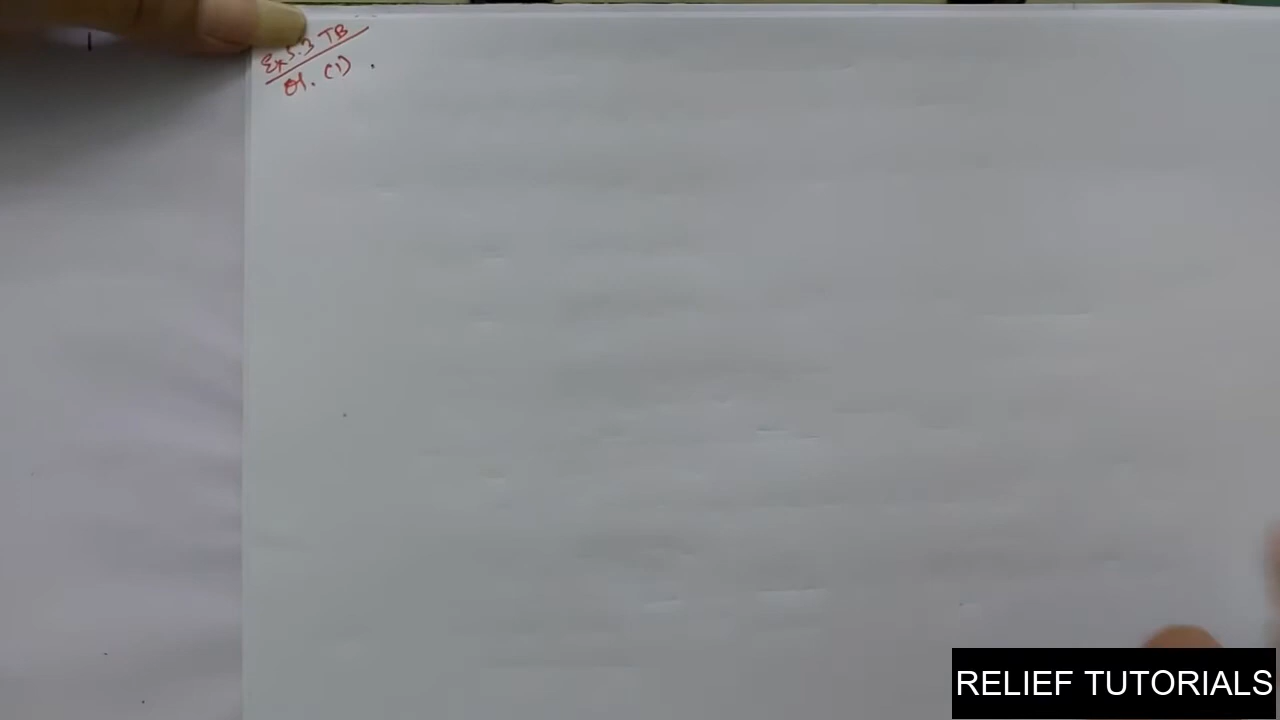 Ex 5.3 TB
Q1. (1) .
RELIEF TUTORIALS